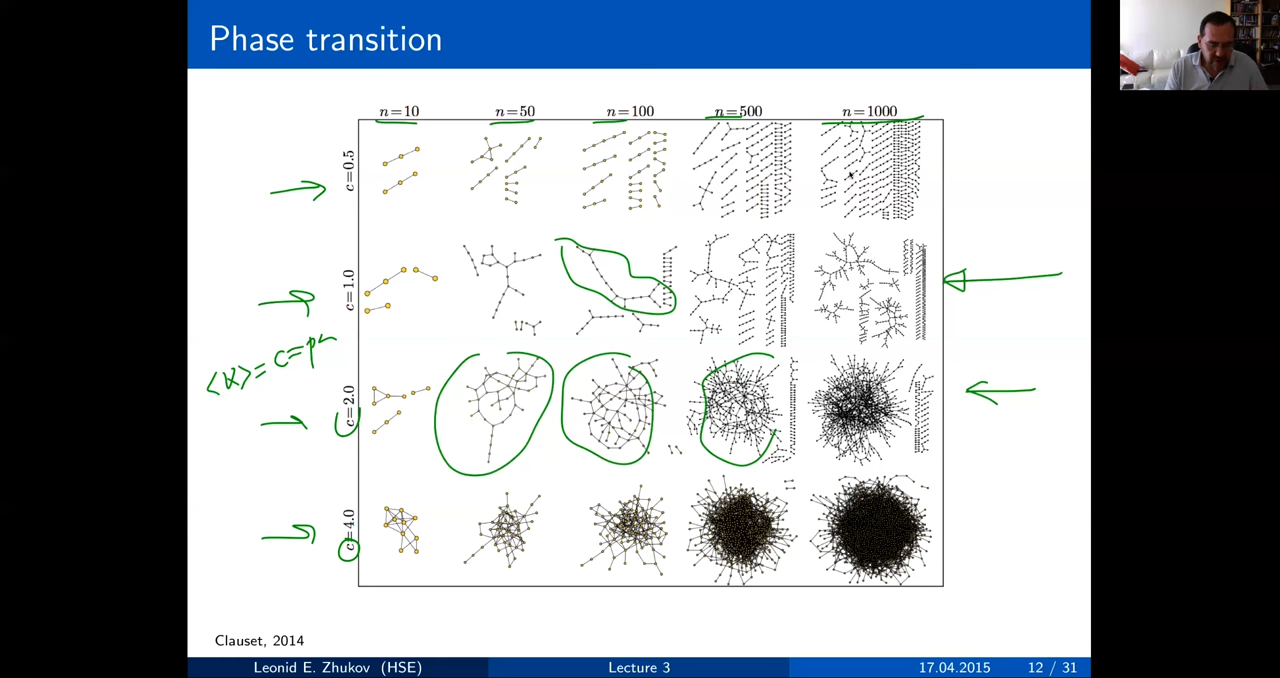 Phase transition
n=10 n=50 n=100 n=500 n=1000
c=0.5
c=1.0
⟨k⟩= c=pn
c=2.0
c=4.0
Clauset, 2014
Leonid E. Zhukov (HSE) Lecture 3 17.04.2015 12 / 31